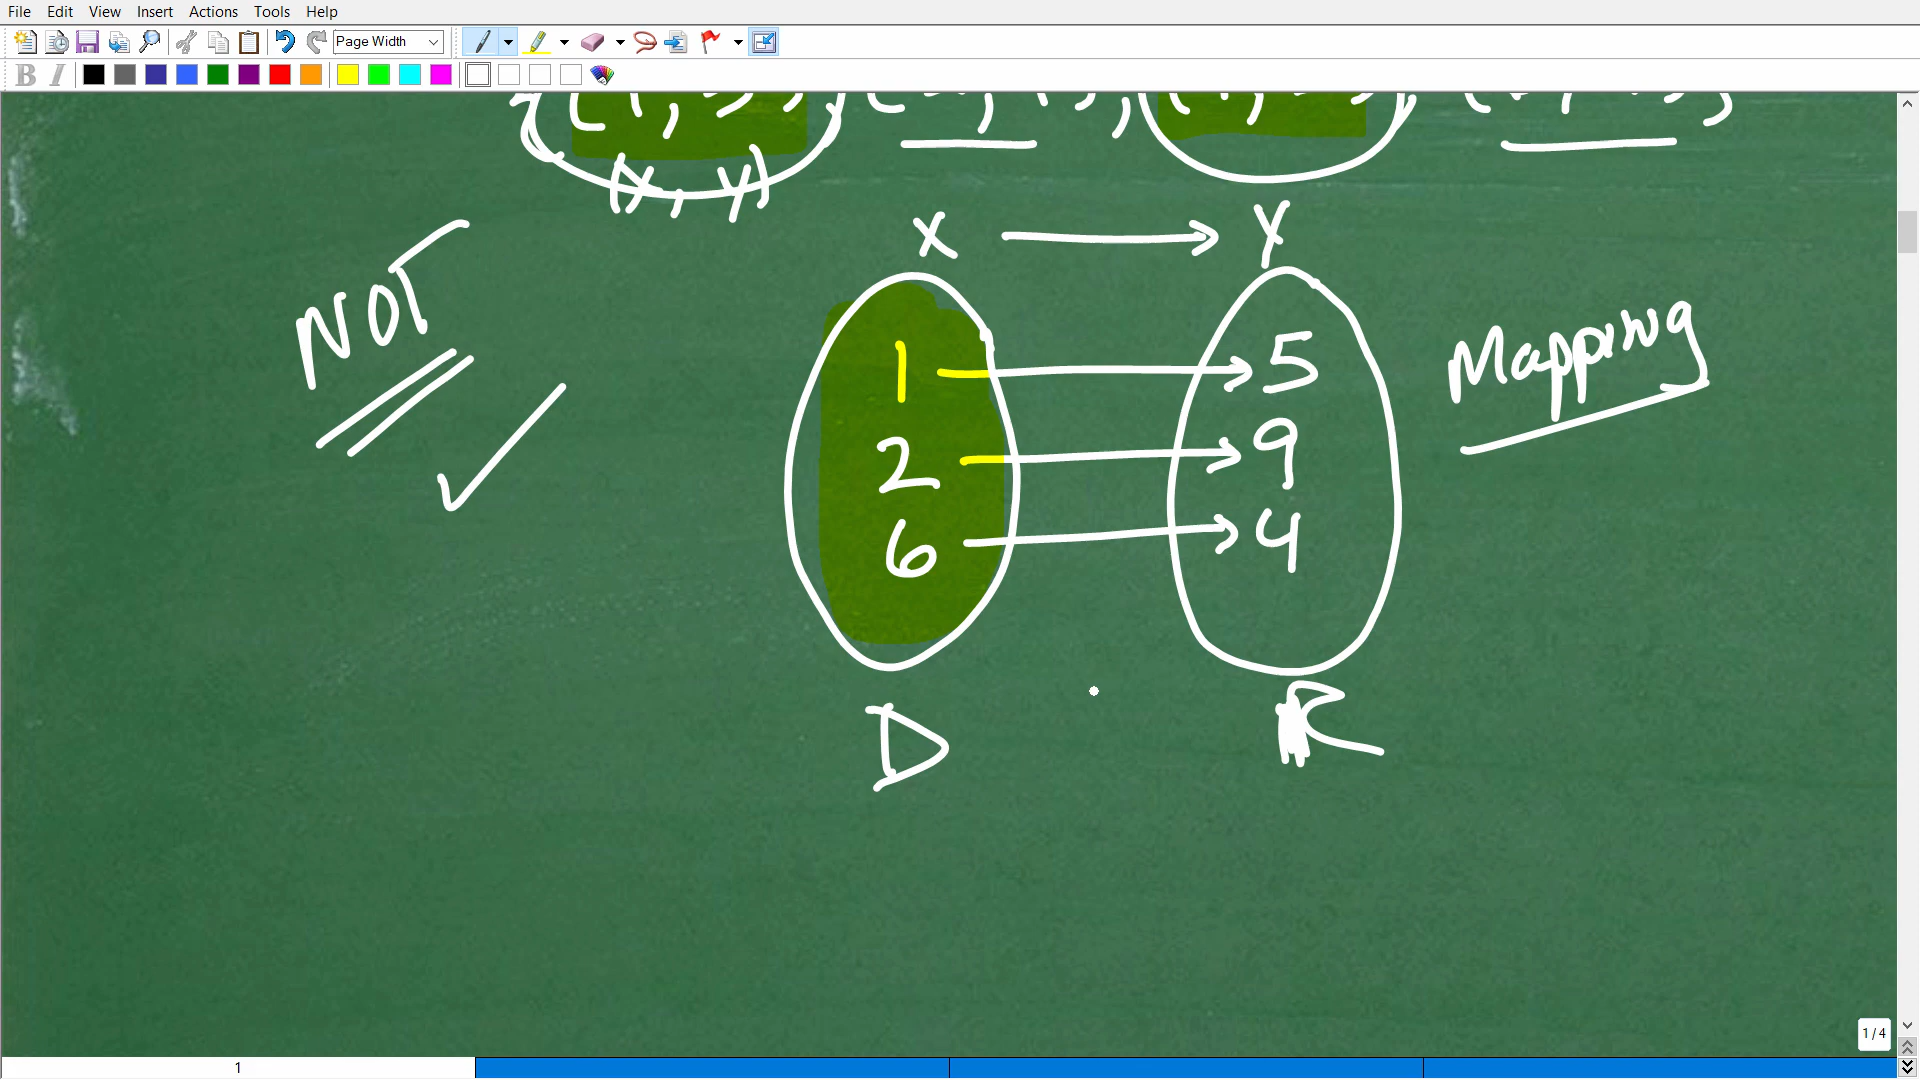 File Edit View Insert Actions Tools Help
Page Width
B I
(x, y)
X → Y
NOT
1 → 5
Mapping
2 → 9
6 → 4
D R
1 / 4
1